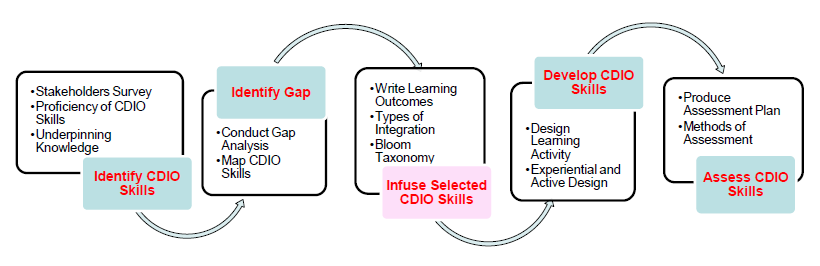 •Stakeholders Survey
•Proficiency of CDIO
Skills
•Underpinning
Knowledge
Identify CDIO
Skills
Identify Gap
•Conduct Gap
Analysis
•Map CDIO
Skills
•Write Learning
Outcomes
•Types of
Integration
•Bloom
Taxonomy
Infuse Selected
CDIO Skills
Develop CDIO
Skills
•Design
Learning
Activity
•Experiential and
Active Design
•Produce
Assessment Plan
•Methods of
Assessment
Assess CDIO
Skills